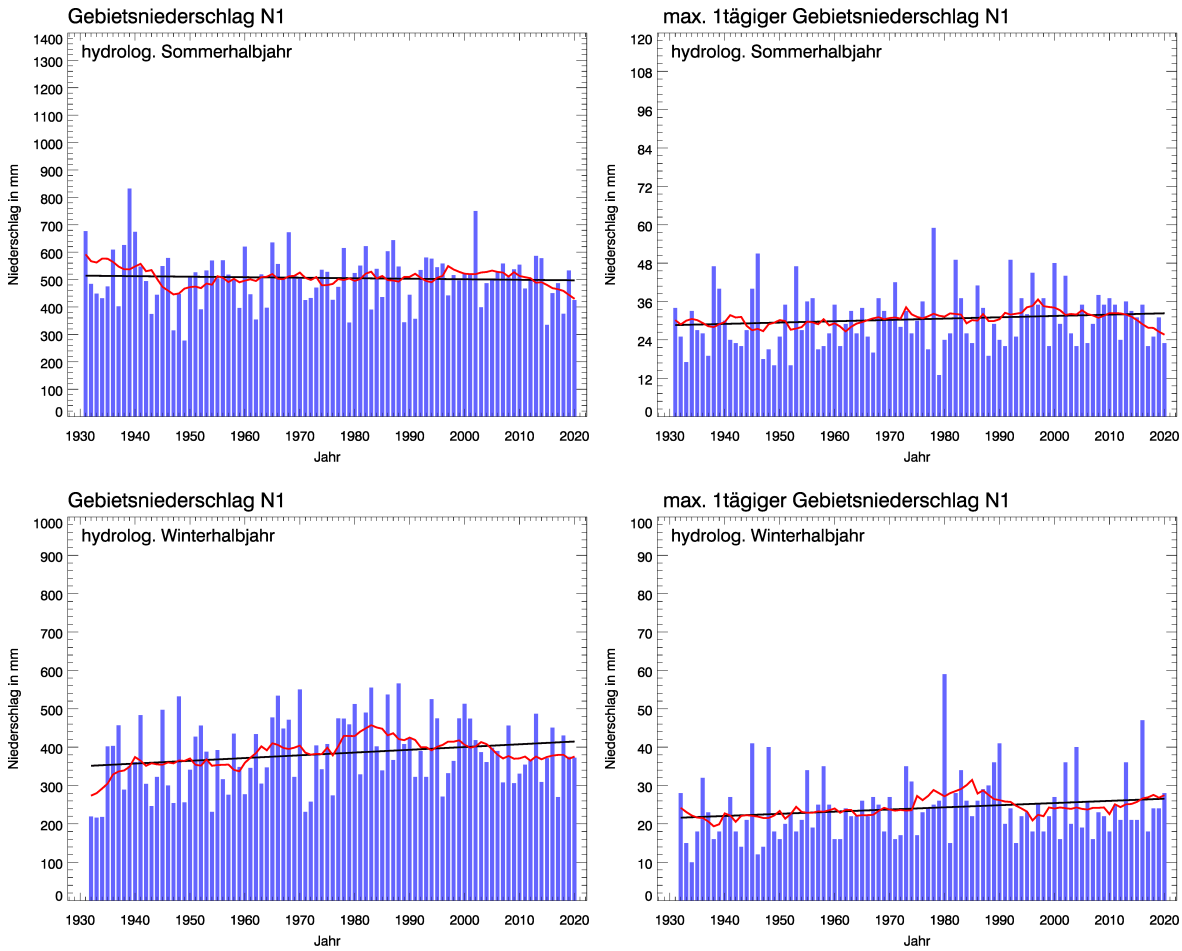 Gebietsniederschlag N1
hydrolog. Sommerhalbjahr
Niederschlag in mm
1400
1300
1200
1100
1000
900
800
700
600
500
400
300
200
100
0
1930 1940 1950 1960 1970 1980 1990 2000 2010 2020
Jahr
max. 1tägiger Gebietsniederschlag N1
hydrolog. Sommerhalbjahr
Niederschlag in mm
120
108
96
84
72
60
48
36
24
12
0
1930 1940 1950 1960 1970 1980 1990 2000 2010 2020
Jahr
Gebietsniederschlag N1
hydrolog. Winterhalbjahr
Niederschlag in mm
1000
900
800
700
600
500
400
300
200
100
0
1930 1940 1950 1960 1970 1980 1990 2000 2010 2020
Jahr
max. 1tägiger Gebietsniederschlag N1
hydrolog. Winterhalbjahr
Niederschlag in mm
100
90
80
70
60
50
40
30
20
10
0
1930 1940 1950 1960 1970 1980 1990 2000 2010 2020
Jahr